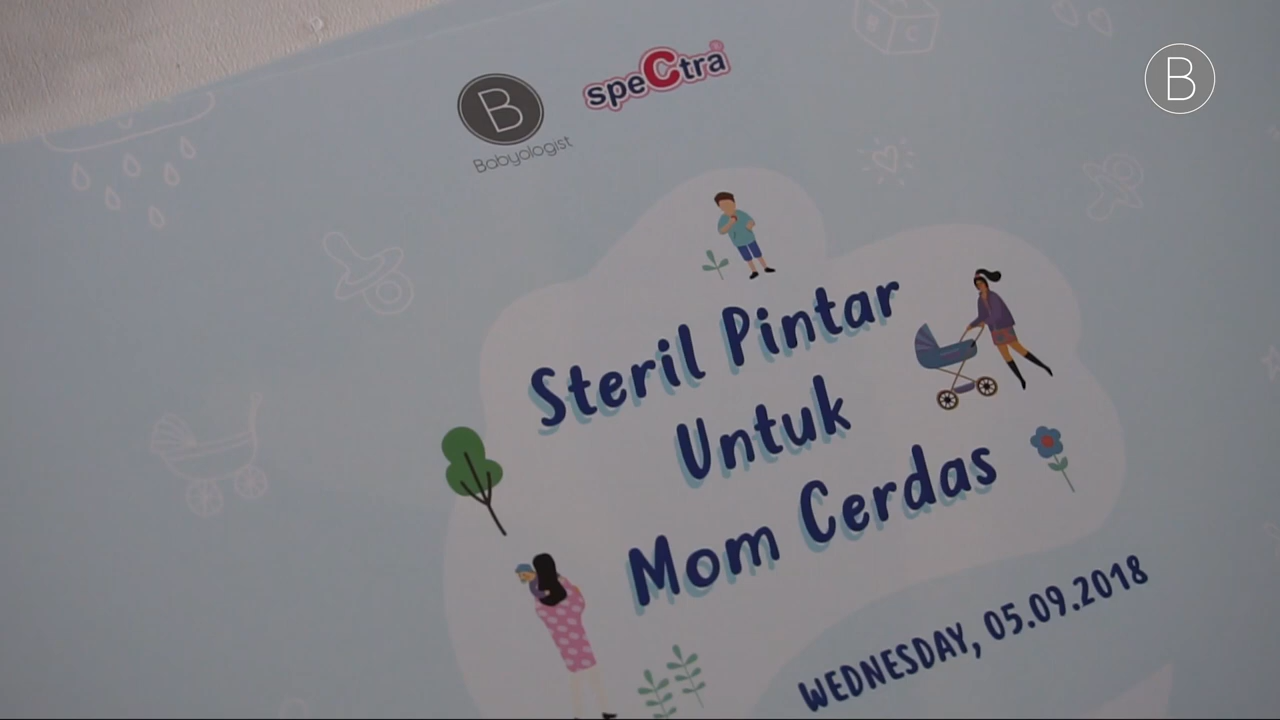 B
Babyologist
speCtra
B
Steril Pintar
Untuk
Mom Cerdas
WEDNESDAY, 05.09.2018